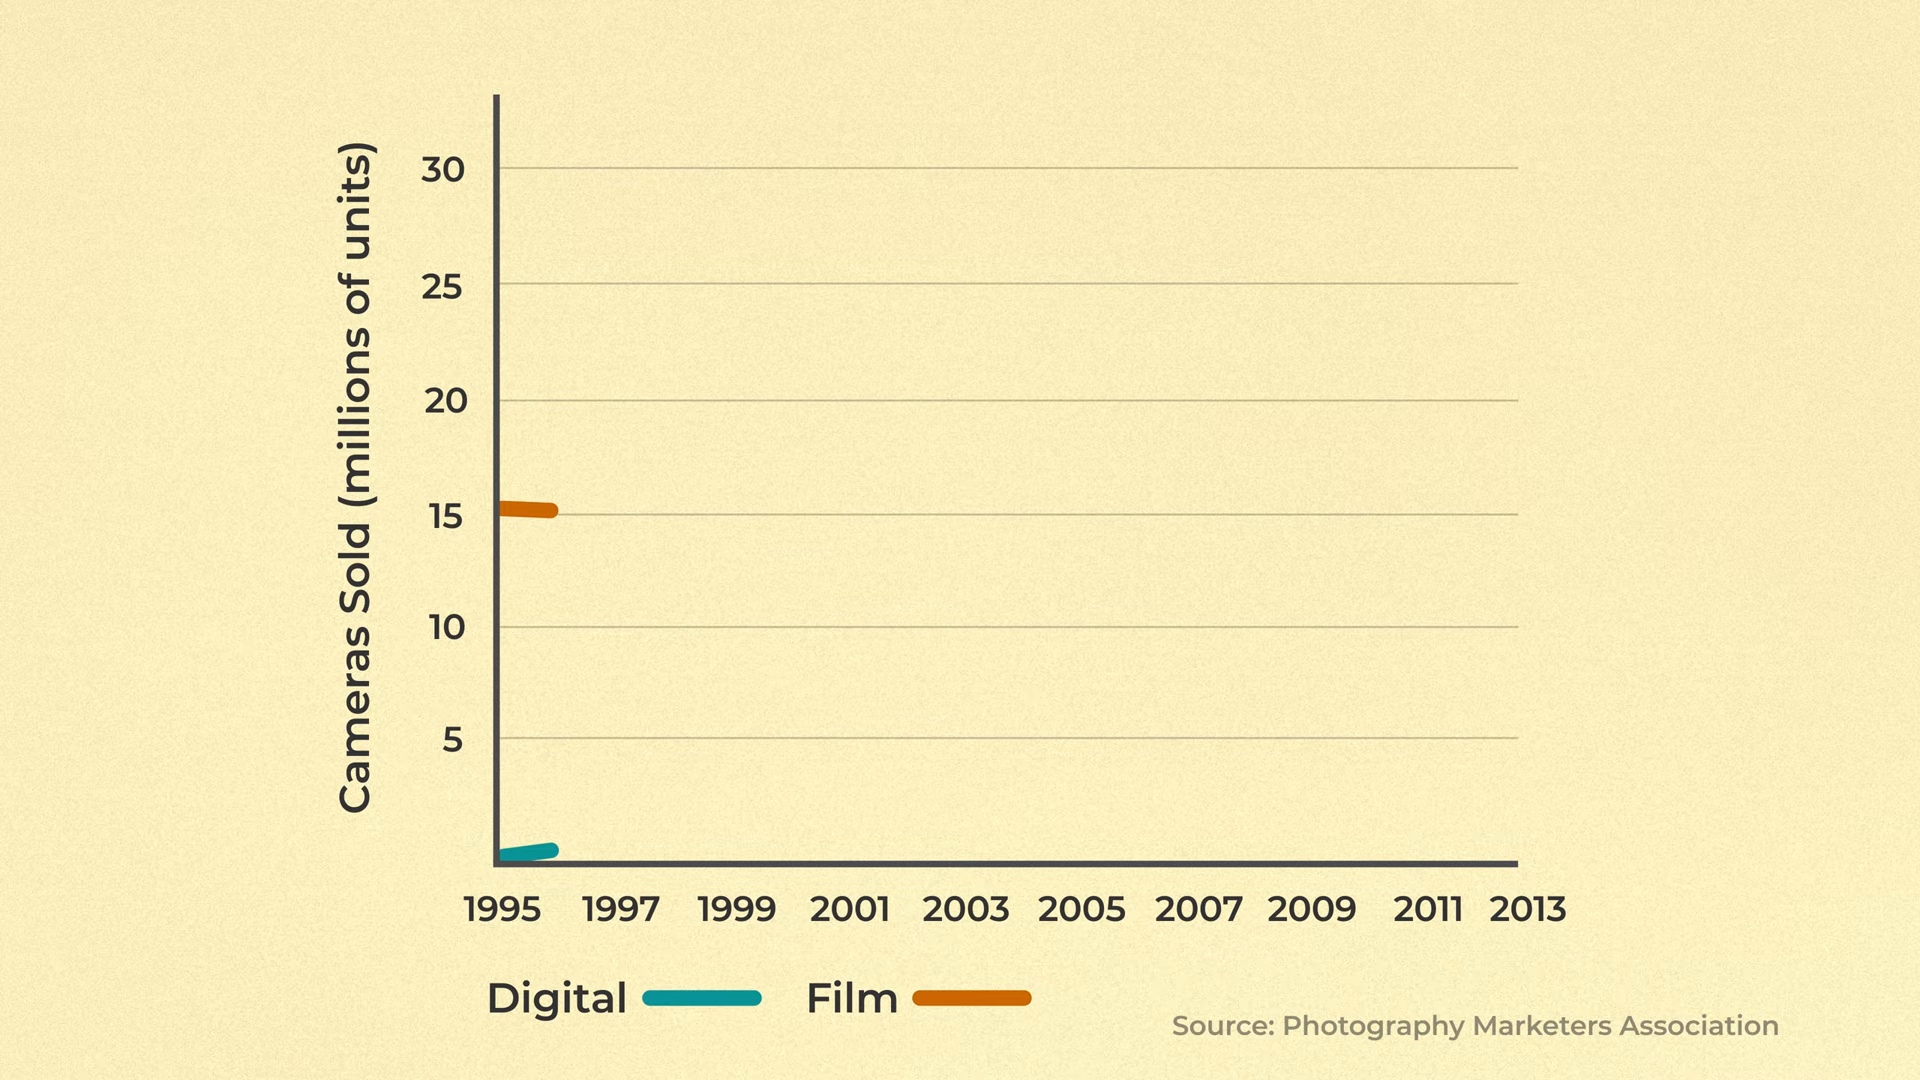 Cameras Sold (millions of units)
30
25
20
15
10
5
1995 1997 1999 2001 2003 2005 2007 2009 2011 2013
Digital Film
Source: Photography Marketers Association